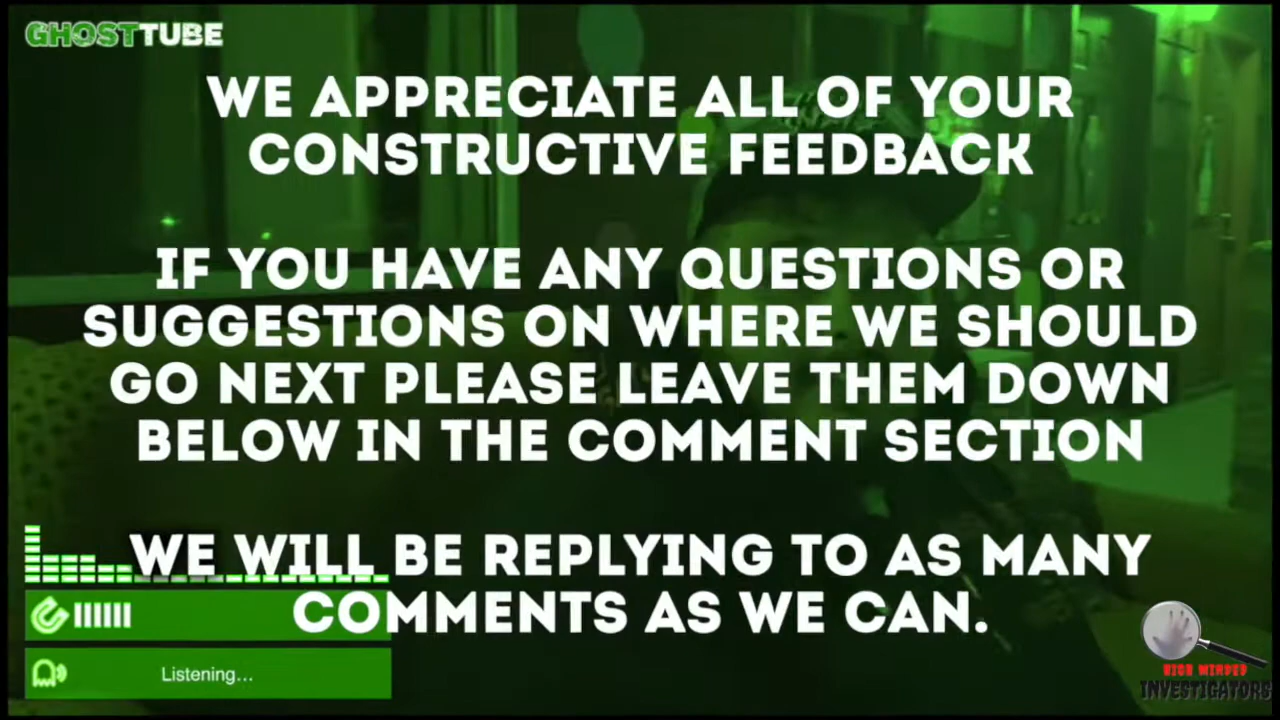 GHOSTTUBE
WE APPRECIATE ALL OF YOUR
CONSTRUCTIVE FEEDBACK
IF YOU HAVE ANY QUESTIONS OR
SUGGESTIONS ON WHERE WE SHOULD
GO NEXT PLEASE LEAVE THEM DOWN
BELOW IN THE COMMENT SECTION
WE WILL BE REPLYING TO AS MANY
COMMENTS AS WE CAN.
Listening...
HIGH MINDED
INVESTIGATORS